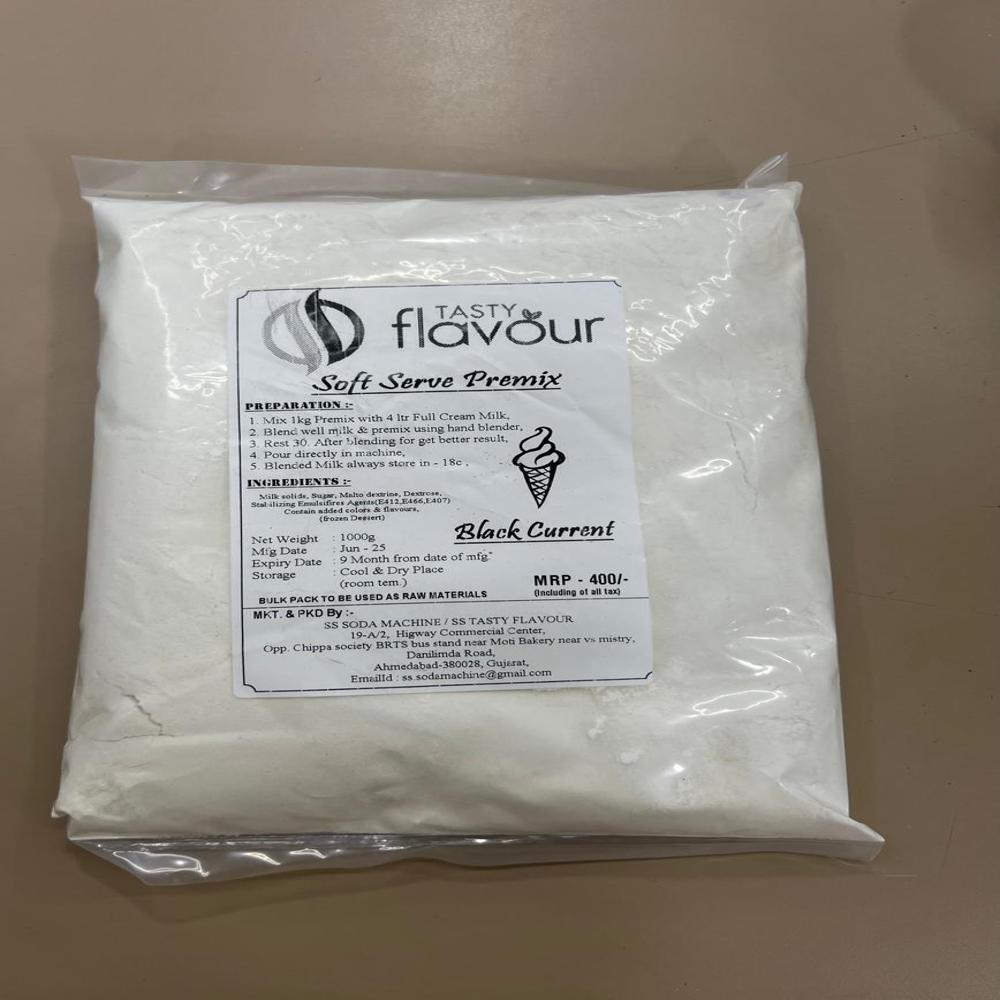 TASTY
flavour
Soft Serve Premix
PREPARATION :-
1. Mix 1kg Premix with 4 ltr Full Cream Milk,
2. Blend well milk & premix using hand blender,
3. Rest 30. After blending for get better result,
4. Pour directly in machine,
5. Blended Milk always store in - 18c ,
INGREDIENTS :-
Milk solids, Sugar, Malto dextrine, Dextrose,
Stabilizing Emulsifires Agents(E412,E466,E407)
Contain added colors & flavours,
(frozen Dessert)
Black Current
Net Weight : 1000g
Mfg Date : Jun - 25
Expiry Date : 9 Month from date of mfg.
Storage : Cool & Dry Place
(room tem.)
MRP - 400/-
(Including of all tax)
BULK PACK TO BE USED AS RAW MATERIALS
MKT. & PKD By :-
SS SODA MACHINE / SS TASTY FLAVOUR
19-A/2, Higway Commercial Center,
Opp. Chippa society BRTS bus stand near Moti Bakery near vs mistry,
Danilimda Road,
Ahmedabad-380028, Gujarat,
EmailId : ss.sodamachine@gmail.com